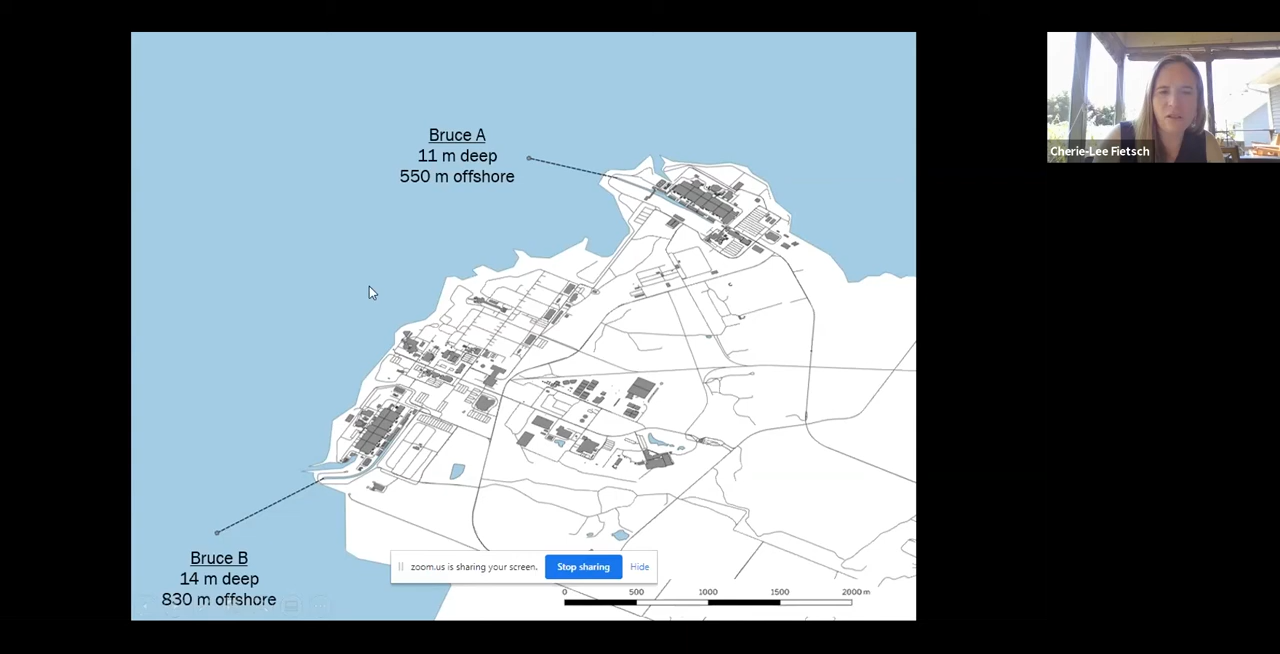 Bruce A
11 m deep
550 m offshore
Cherie-Lee Fietsch
Bruce B
14 m deep
830 m offshore
zoom.us is sharing your screen.
Stop sharing
Hide
0 500 1000 1500 2000 m